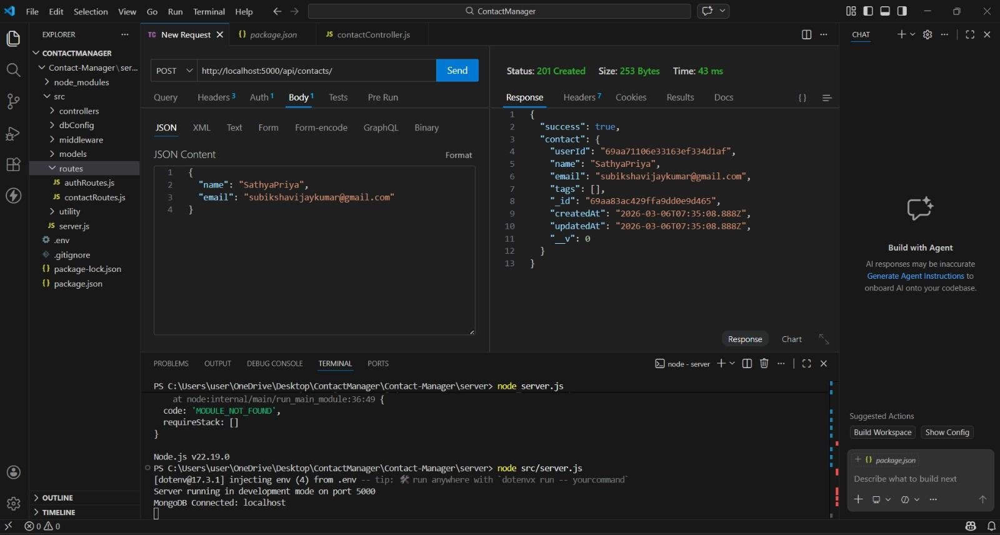 File Edit Selection View Go Run Terminal Help
ContactManager
EXPLORER
CONTACTMANAGER
Contact-Manager\ser...
node_modules
src
controllers
dbConfig
middleware
models
routes
JS authRoutes.js
JS contactRoutes.js
utility
JS server.js
.env
.gitignore
{} package-lock.json
{} package.json
OUTLINE
TIMELINE
TC New Request
{} package.json
JS contactController.js
POST
http://localhost:5000/api/contacts/
Send
Query Headers 3 Auth 1 Body 1 Tests Pre Run
JSON XML Text Form Form-encode GraphQL Binary
JSON Content
Format
1 {
2 "name": "SathyaPriya",
3 "email": "subikshavijaykumar@gmail.com"
4 }
Status: 201 Created Size: 253 Bytes Time: 43 ms
Response Headers 7 Cookies Results Docs
{}
1 {
2 "success": true,
3 "contact": {
4 "userId": "69aa71106e33163ef334d1af",
5 "name": "SathyaPriya",
6 "email": "subikshavijaykumar@gmail.com",
7 "tags": [],
8 "_id": "69aa83ac429ffa9dd0e9d465",
9 "createdAt": "2026-03-06T07:35:08.888Z",
10 "updatedAt": "2026-03-06T07:35:08.888Z",
11 "__v": 0
12 }
13 }
Response Chart
PROBLEMS OUTPUT DEBUG CONSOLE TERMINAL PORTS
node - server
PS C:\Users\user\OneDrive\Desktop\ContactManager\Contact-Manager\server> node server.js
at node:internal/main/run_main_module:36:49 {
code: 'MODULE_NOT_FOUND',
requireStack: []
}
Node.js v22.19.0
PS C:\Users\user\OneDrive\Desktop\ContactManager\Contact-Manager\server> node src/server.js
[dotenv@17.3.1] injecting env (4) from .env -- tip: 🛠️ run anywhere with `dotenvx run -- yourcommand`
Server running in development mode on port 5000
MongoDB Connected: localhost
CHAT
Build with Agent
AI responses may be inaccurate
Generate Agent Instructions to
onboard AI onto your codebase.
Suggested Actions
Build Workspace Show Config
{} package.json
Describe what to build next
0 0